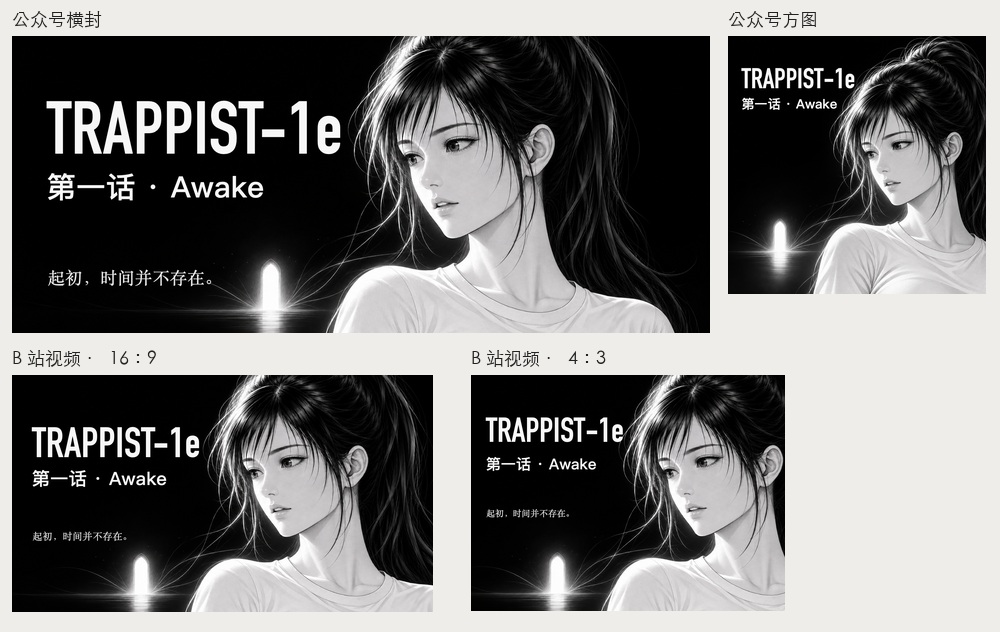 公众号横封
TRAPPIST-1e
第一话 · Awake
起初，时间并不存在。
公众号方图
TRAPPIST-1e
第一话 · Awake
B 站视频 · 16：9
TRAPPIST-1e
第一话 · Awake
起初，时间并不存在。
B 站视频 · 4：3
TRAPPIST-1e
第一话 · Awake
起初，时间并不存在。